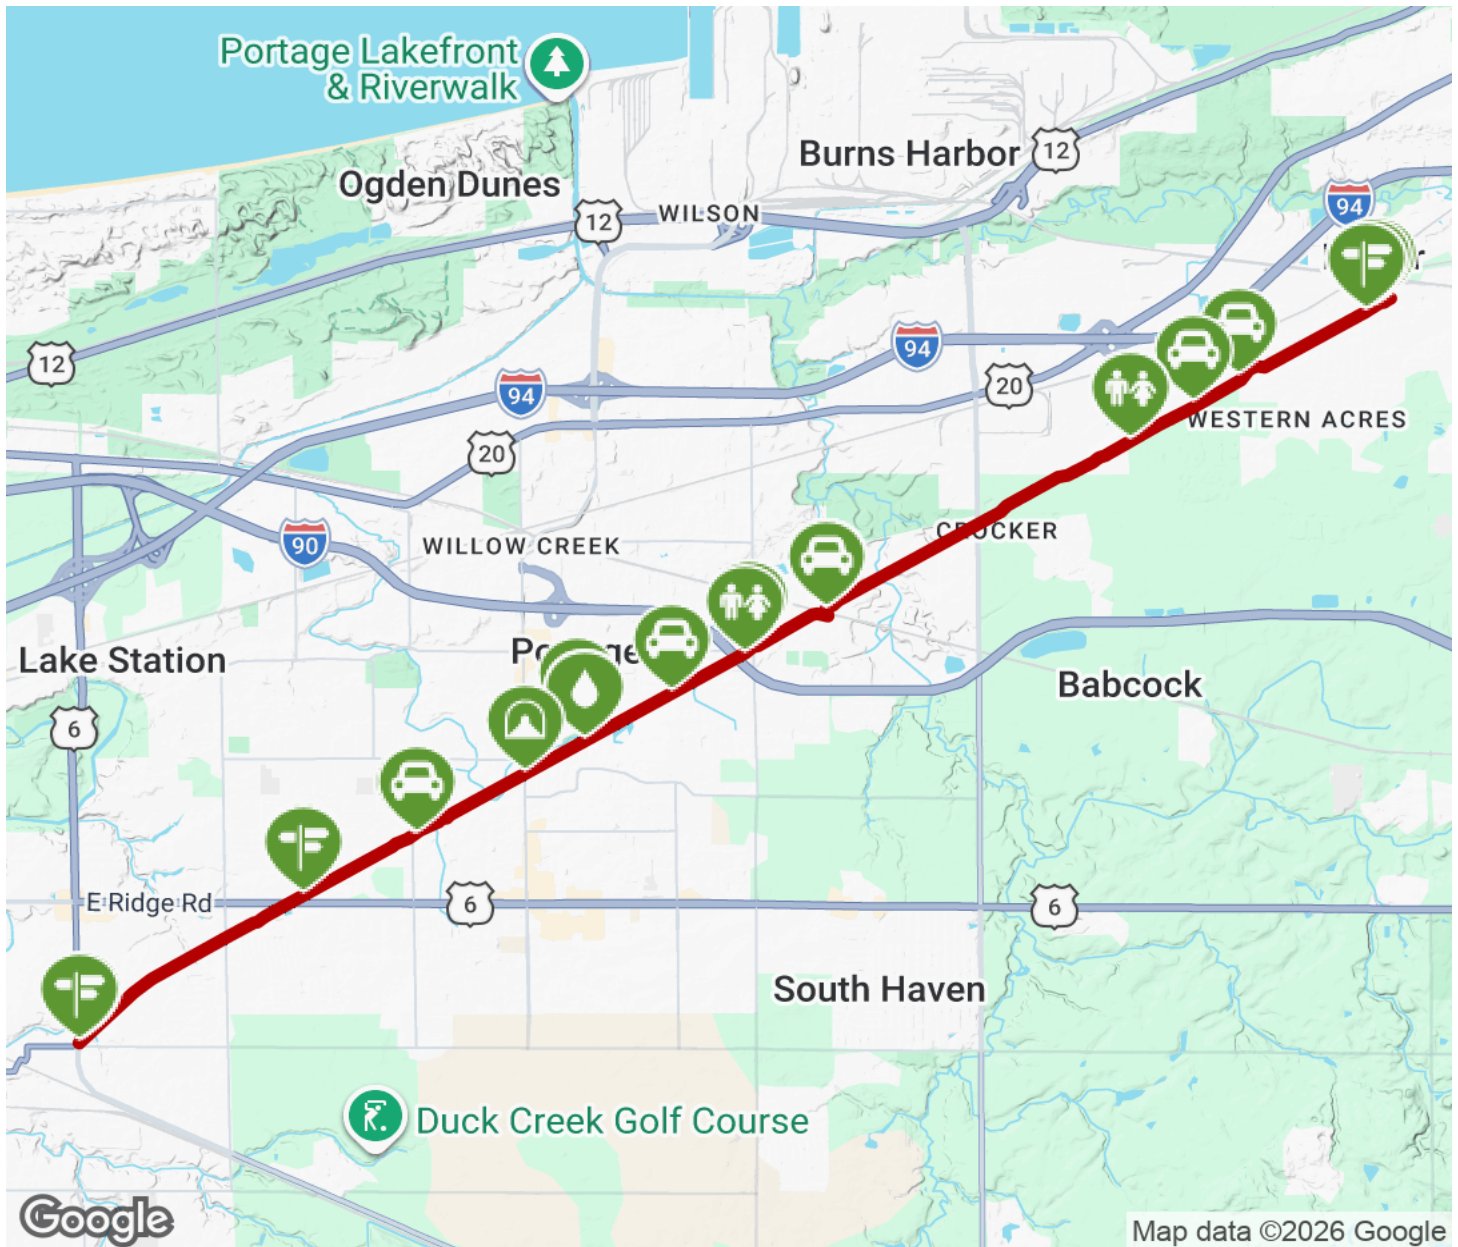 Portage Lakefront
& Riverwalk
Burns Harbor
12
Ogden Dunes
12
WILSON
94
12
94
20
94
WESTERN ACRES
20
CROCKER
90
WILLOW CREEK
Lake Station
Babcock
6
E Ridge Rd
6
6
South Haven
Duck Creek Golf Course
Google
Map data ©2026 Google